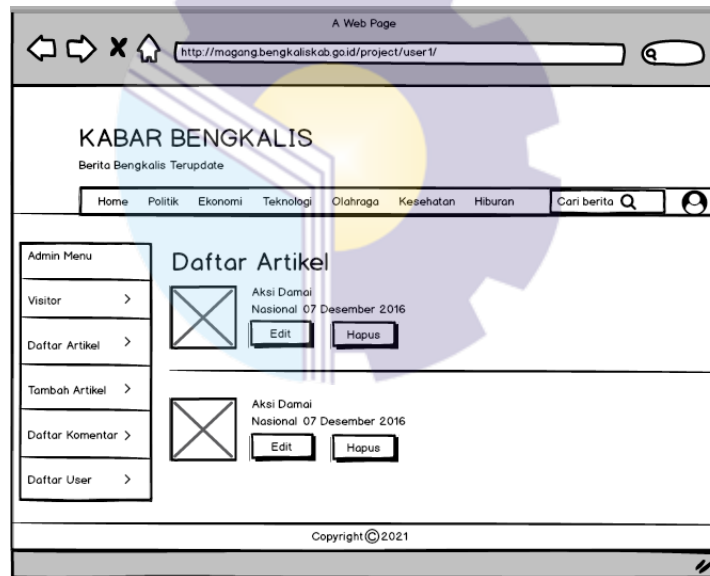 A Web Page
http://magang.bengkaliskab.go.id/project/user1/
KABAR BENGKALIS
Berita Bengkalis Terupdate
Home Politik Ekonomi Teknologi Olahraga Kesehatan Hiburan Cari berita
Admin Menu
Visitor >
Daftar Artikel >
Tambah Artikel >
Daftar Komentar >
Daftar User >
Daftar Artikel
Aksi Damai
Nasional 07 Desember 2016
Edit Hapus
Aksi Damai
Nasional 07 Desember 2016
Edit Hapus
Copyright © 2021